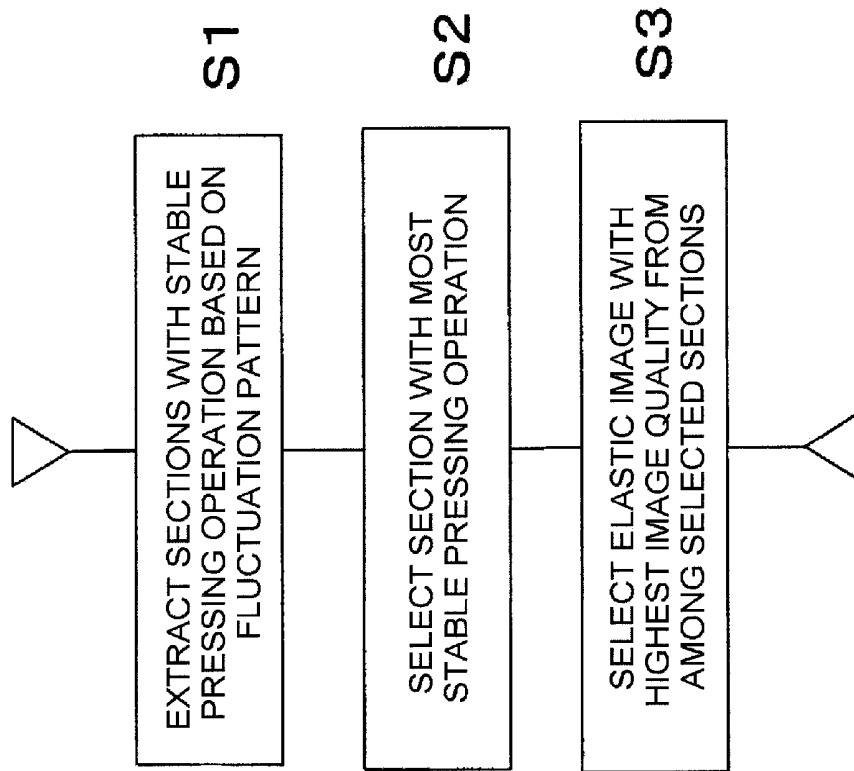 EXTRACT SECTIONS WITH STABLE
PRESSING OPERATION BASED ON
FLUCTUATION PATTERN
S1
SELECT SECTION WITH MOST
STABLE PRESSING OPERATION
S2
SELECT ELASTIC IMAGE WITH
HIGHEST IMAGE QUALITY FROM
AMONG SELECTED SECTIONS
S3